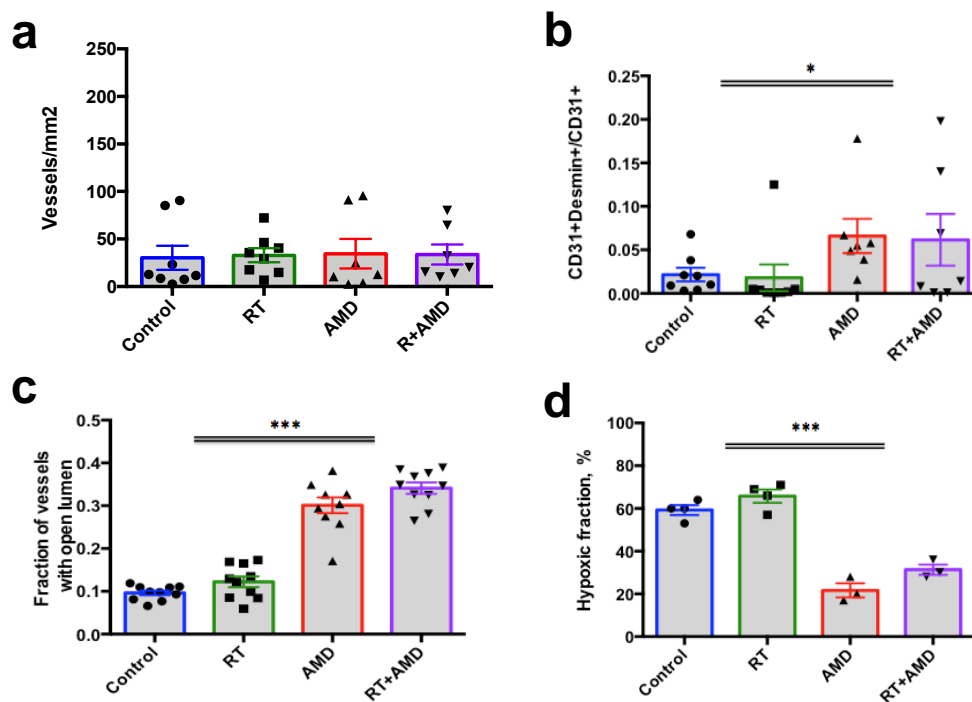 a
Vessels/mm2
250
200
150
100
50
0
Control
RT
AMD
R+AMD
b
CD31+Desmin+/CD31+
*
0.25
0.20
0.15
0.10
0.05
0.00
Control
RT
AMD
RT+AMD
c
Fraction of vessels
with open lumen
***
0.5
0.4
0.3
0.2
0.1
0.0
Control
RT
AMD
RT+AMD
d
Hypoxic fraction, %
***
100
80
60
40
20
0
Control
RT
AMD
RT+AMD